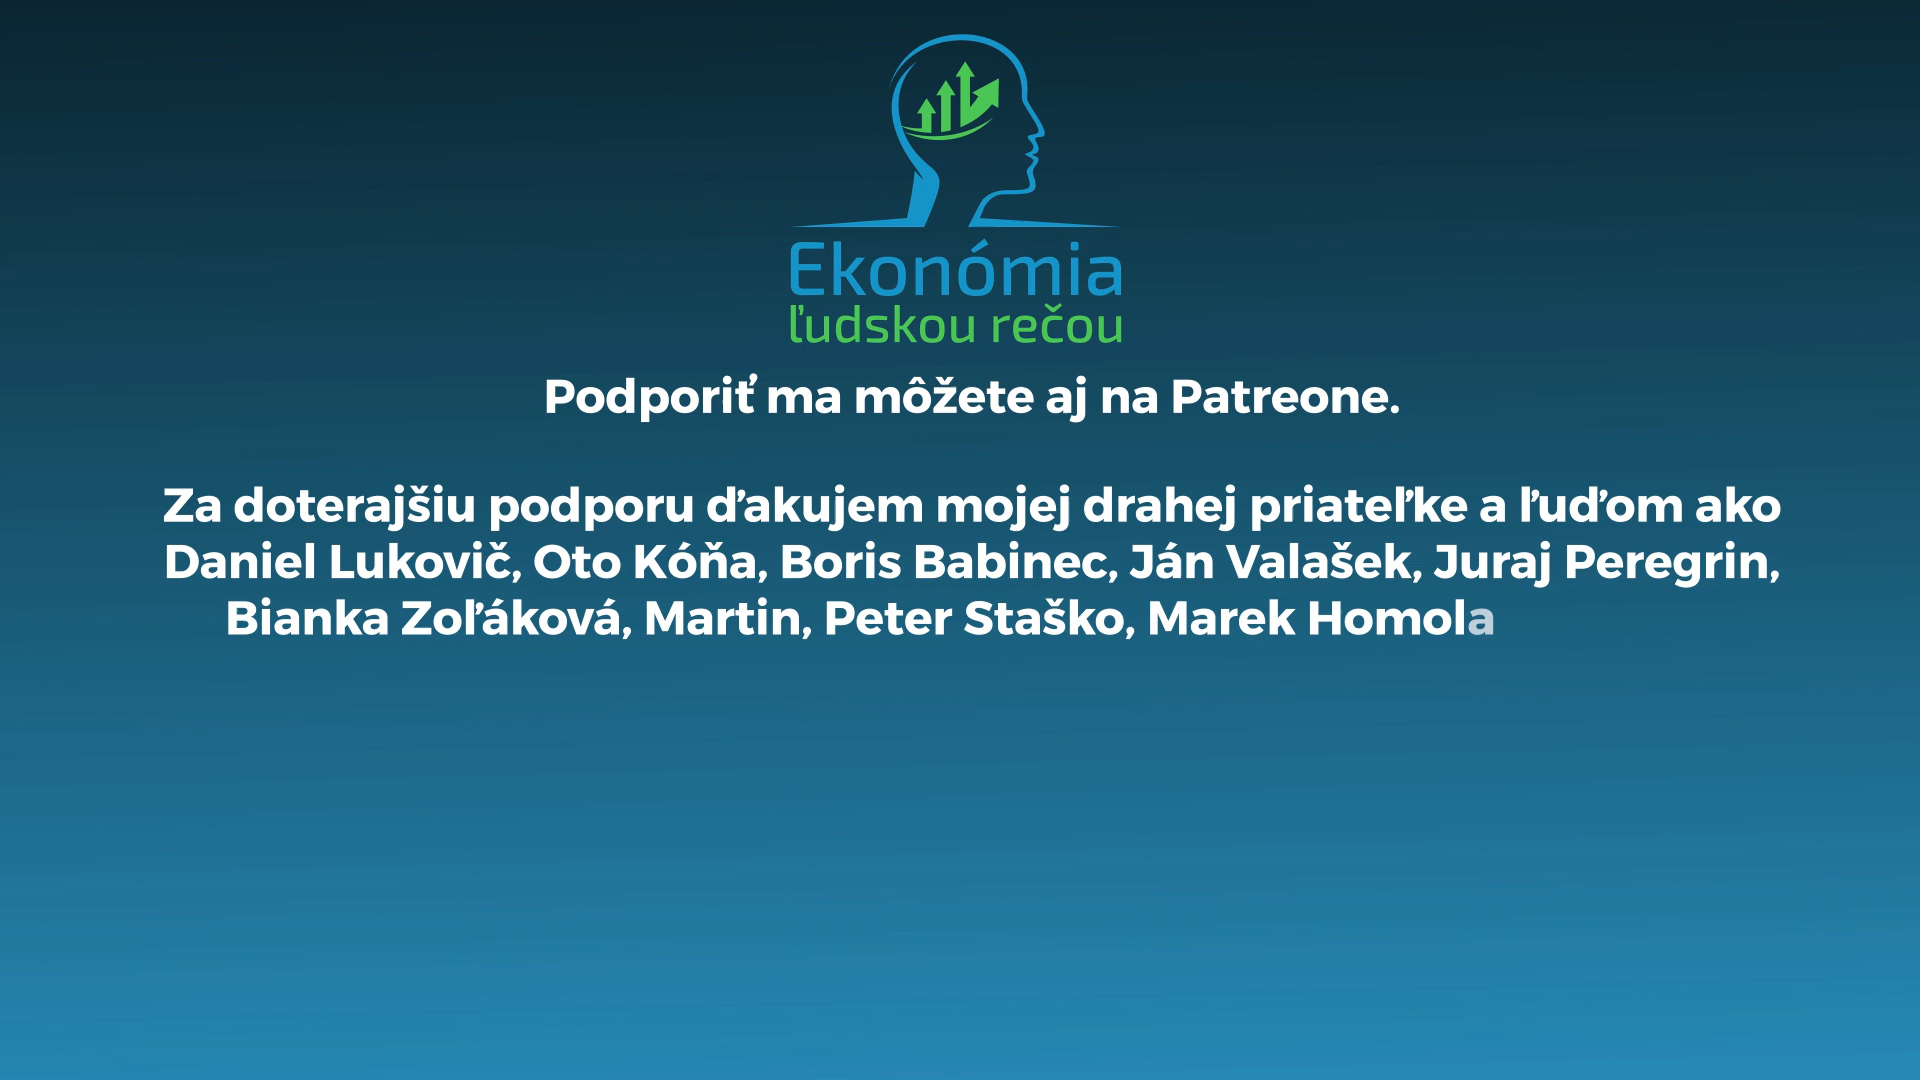 Ekonómia
ľudskou rečou
Podporiť ma môžete aj na Patreone.
Za doterajšiu podporu ďakujem mojej drahej priateľke a ľuďom ako
Daniel Lukovič, Oto Kóňa, Boris Babinec, Ján Valašek, Juraj Peregrin,
Bianka Zoľáková, Martin, Peter Staško, Marek Homola